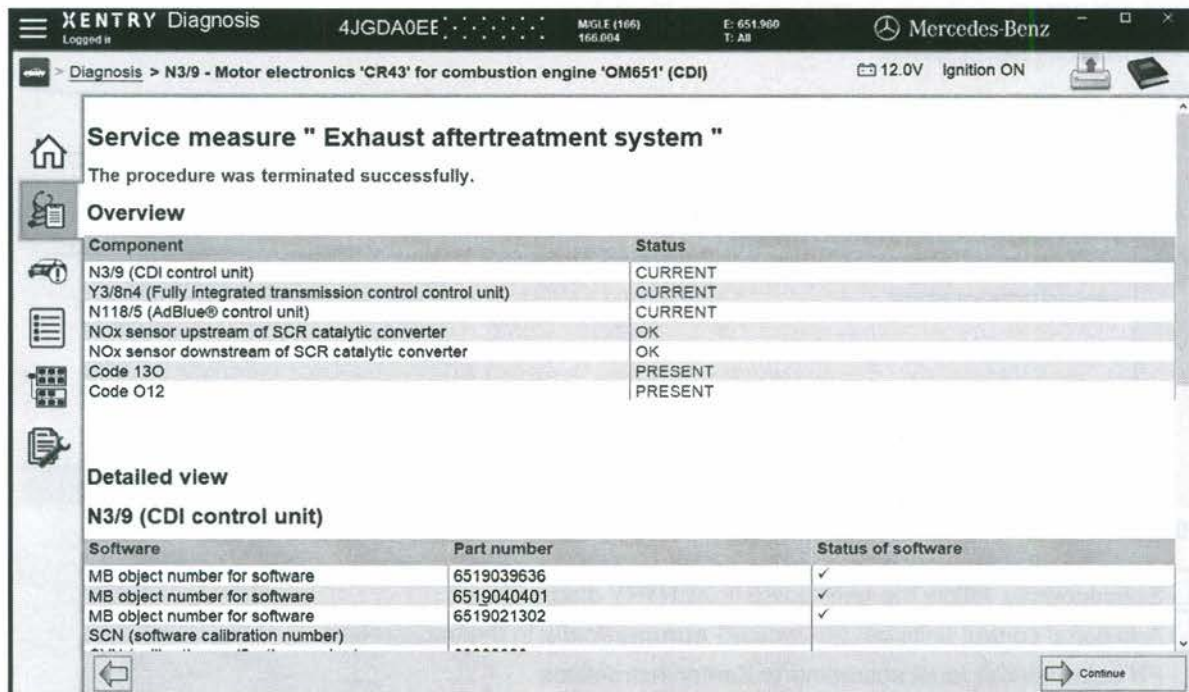 XENTRY Diagnosis
Logged in
4JGDA0EE
M/GLE (166)
166.004
E: 651.960
T: All
Mercedes-Benz
> Diagnosis > N3/9 - Motor electronics 'CR43' for combustion engine 'OM651' (CDI)
12.0V Ignition ON
Service measure " Exhaust aftertreatment system "
The procedure was terminated successfully.
Overview
Component Status
N3/9 (CDI control unit) CURRENT
Y3/8n4 (Fully integrated transmission control control unit) CURRENT
N118/5 (AdBlue® control unit) CURRENT
NOx sensor upstream of SCR catalytic converter OK
NOx sensor downstream of SCR catalytic converter OK
Code 13O PRESENT
Code O12 PRESENT
Detailed view
N3/9 (CDI control unit)
Software Part number Status of software
MB object number for software 6519039636 ✓
MB object number for software 6519040401 ✓
MB object number for software 6519021302 ✓
SCN (software calibration number)
Continue